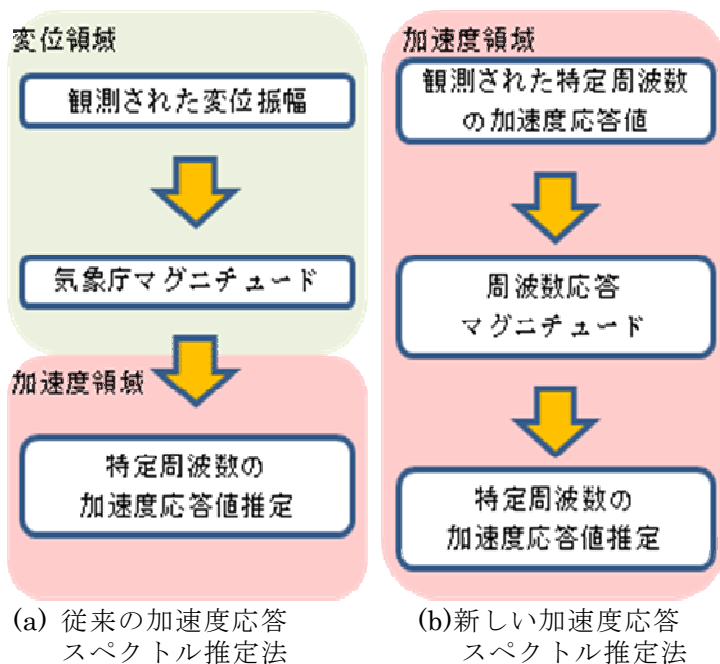 変位領域
観測された変位振幅
気象庁マグニチュード
加速度領域
特定周波数の
加速度応答値推定
(a) 従来の加速度応答
スペクトル推定法
加速度領域
観測された特定周波数
の加速度応答値
周波数応答
マグニチュード
特定周波数の
加速度応答値推定
(b)新しい加速度応答
スペクトル推定法